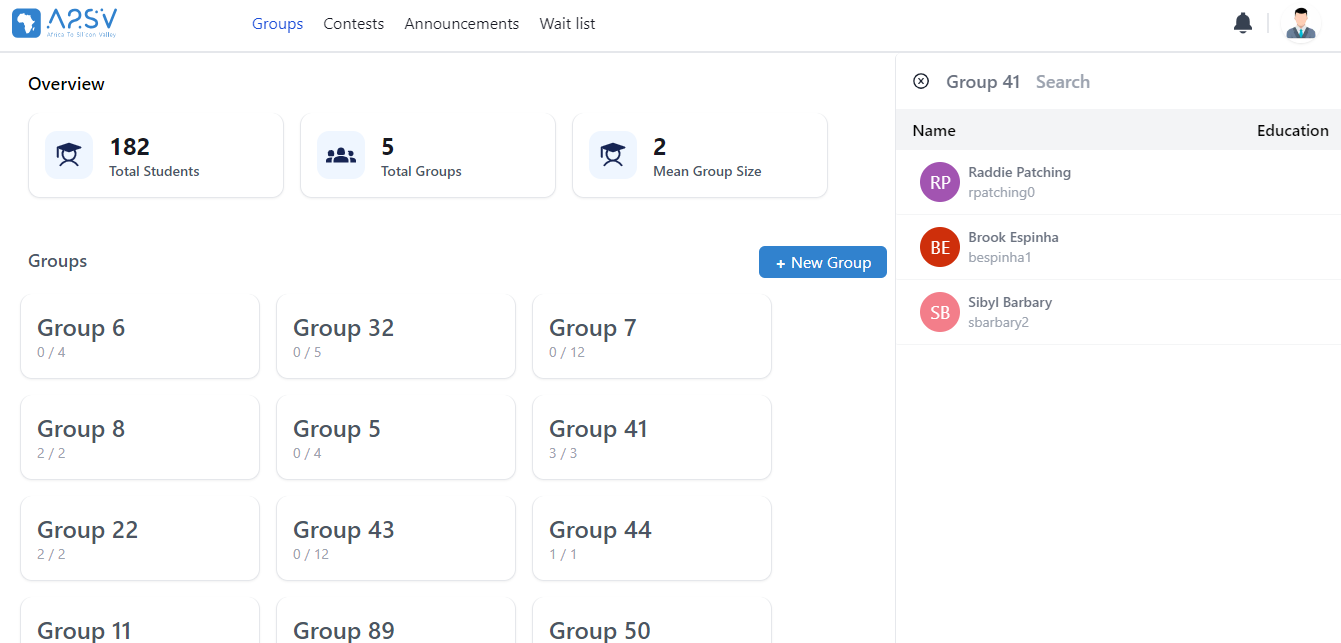 A2SV
Africa To Silicon Valley
Groups Contests Announcements Wait list
Overview
182
Total Students
5
Total Groups
2
Mean Group Size
Groups
+ New Group
Group 6
0 / 4
Group 32
0 / 5
Group 7
0 / 12
Group 8
2 / 2
Group 5
0 / 4
Group 41
3 / 3
Group 22
2 / 2
Group 43
0 / 12
Group 44
1 / 1
Group 11
Group 89
Group 50
Group 41 Search
Name Education
RP
Raddie Patching
rpatching0
BE
Brook Espinha
bespinha1
SB
Sibyl Barbary
sbarbary2